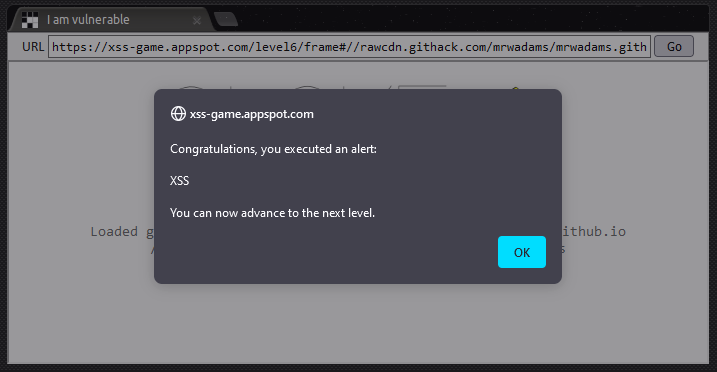 I am vulnerable
URL https://xss-game.appspot.com/level6/frame#//rawcdn.githack.com/mrwadams/mrwadams.gith Go
xss-game.appspot.com
Congratulations, you executed an alert:
XSS
You can now advance to the next level.
Loaded g ithub.io
OK